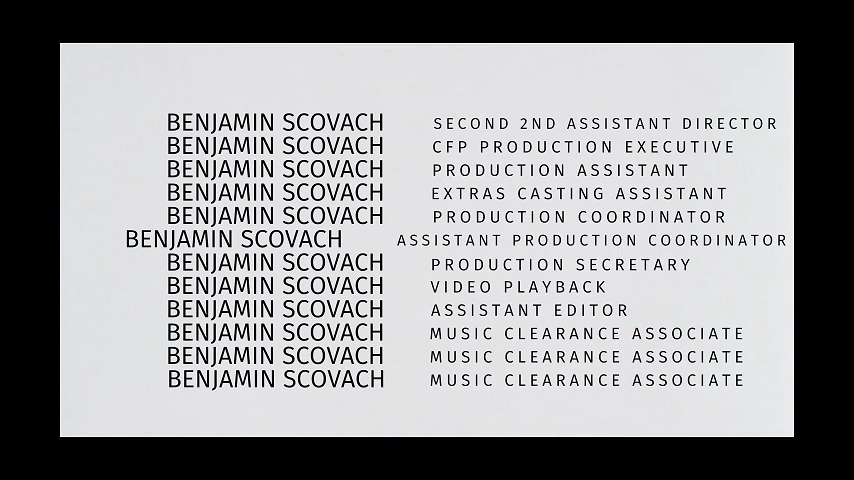 BENJAMIN SCOVACH SECOND 2ND ASSISTANT DIRECTOR
BENJAMIN SCOVACH CFP PRODUCTION EXECUTIVE
BENJAMIN SCOVACH PRODUCTION ASSISTANT
BENJAMIN SCOVACH EXTRAS CASTING ASSISTANT
BENJAMIN SCOVACH PRODUCTION COORDINATOR
BENJAMIN SCOVACH ASSISTANT PRODUCTION COORDINATOR
BENJAMIN SCOVACH PRODUCTION SECRETARY
BENJAMIN SCOVACH VIDEO PLAYBACK
BENJAMIN SCOVACH ASSISTANT EDITOR
BENJAMIN SCOVACH MUSIC CLEARANCE ASSOCIATE
BENJAMIN SCOVACH MUSIC CLEARANCE ASSOCIATE
BENJAMIN SCOVACH MUSIC CLEARANCE ASSOCIATE